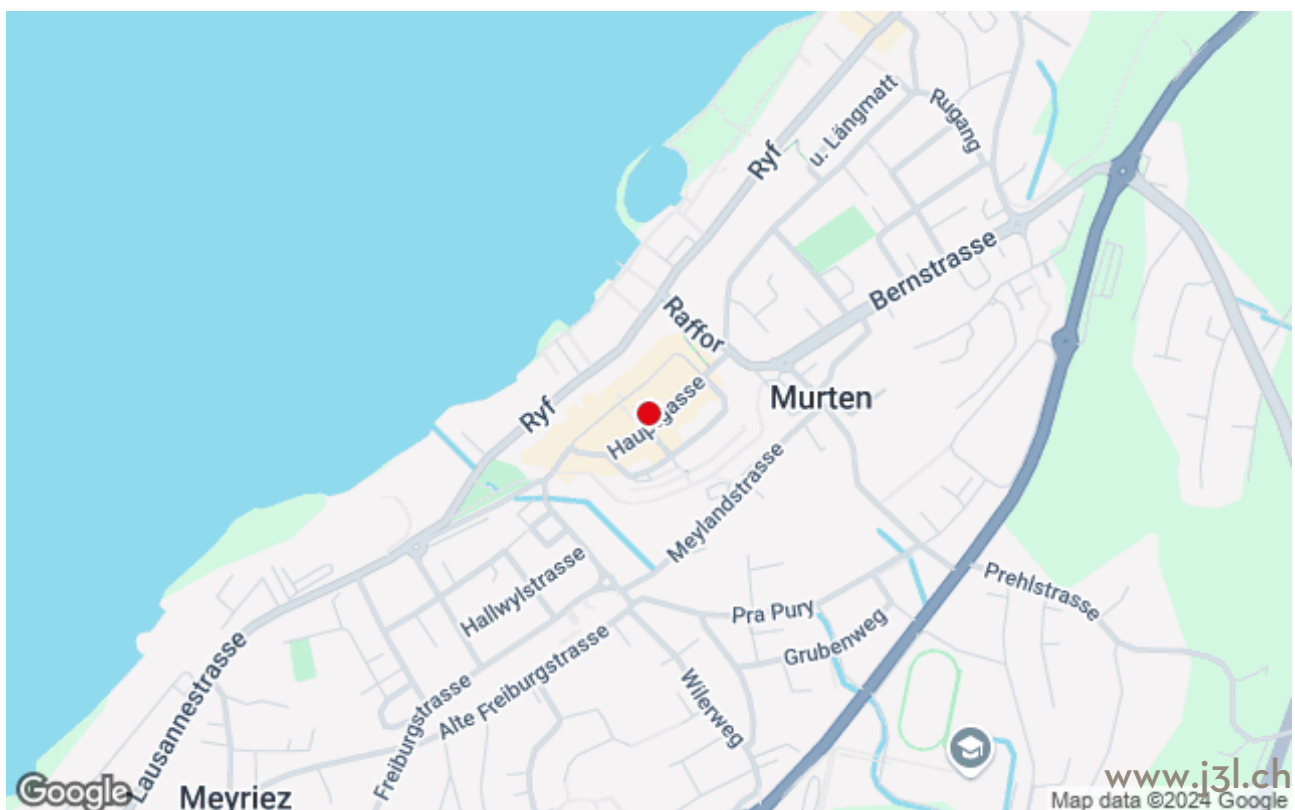 Rugang
u. Längmatt
Ryf
Bernstrasse
Raffor
Murten
Hauptgasse
Ryf
Meylandstrasse
Hallwylstrasse
Prehlstrasse
Pra Pury
Grubenweg
Lausannestrasse
Alte Freiburgstrasse
Freiburgstrasse
Wilerweg
Meyriez
Google
www.j3l.ch
Map data ©2024 Google